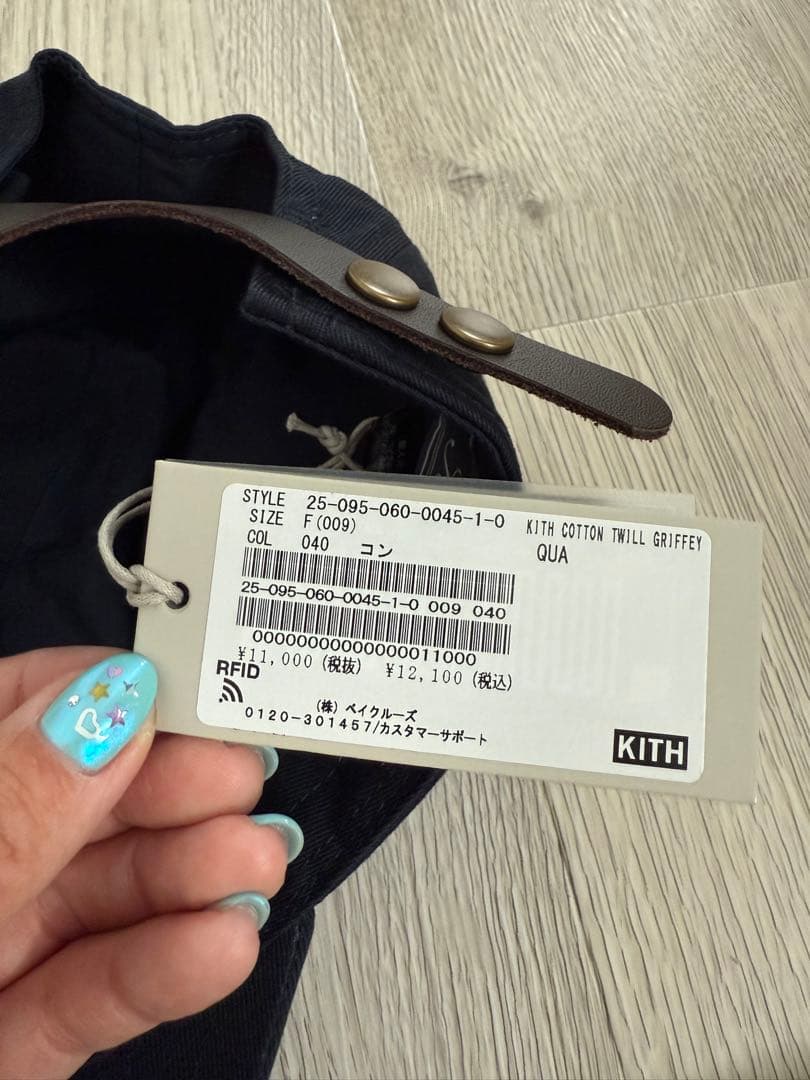 STYLE 25-095-060-0045-1-0 KITH COTTON TWILL GRIFFEY
SIZE F(009) QUA
COL 040 コン
25-095-060-0045-1-0 009 040
00000000000000011000
¥11,000(税抜) ¥12,100(税込)
RFID
(株)ベイクルーズ
0120-301457/カスタマーサポート
KITH